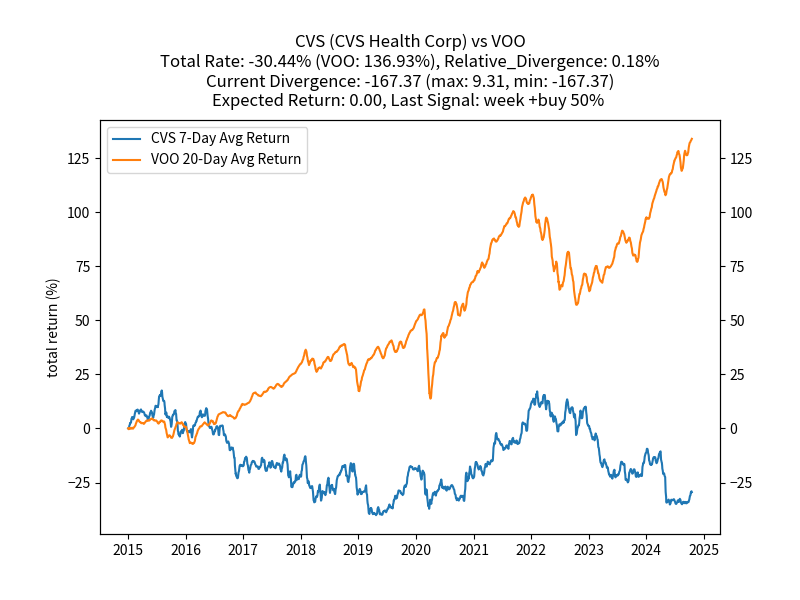 CVS (CVS Health Corp) vs VOO
Total Rate: -30.44% (VOO: 136.93%), Relative_Divergence: 0.18%
Current Divergence: -167.37 (max: 9.31, min: -167.37)
Expected Return: 0.00, Last Signal: week +buy 50%
CVS 7-Day Avg Return
VOO 20-Day Avg Return
total return (%)
125
100
75
50
25
0
−25
125
100
75
50
25
0
−25
2015 2016 2017 2018 2019 2020 2021 2022 2023 2024 2025